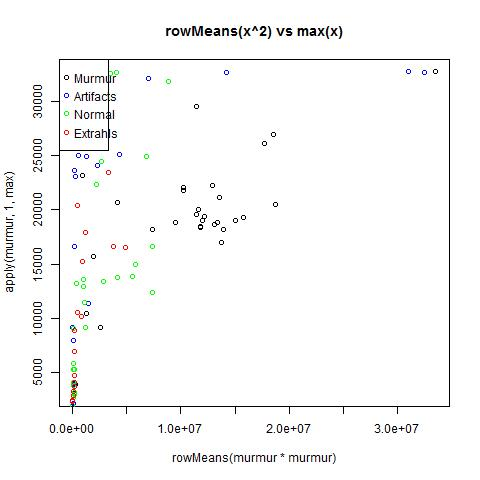 rowMeans(x^2) vs max(x)
Murmur
Artifacts
Normal
Extrahls
apply(murmur, 1, max)
30000
25000
20000
15000
10000
5000
0.0e+00 1.0e+07 2.0e+07 3.0e+07
rowMeans(murmur * murmur)